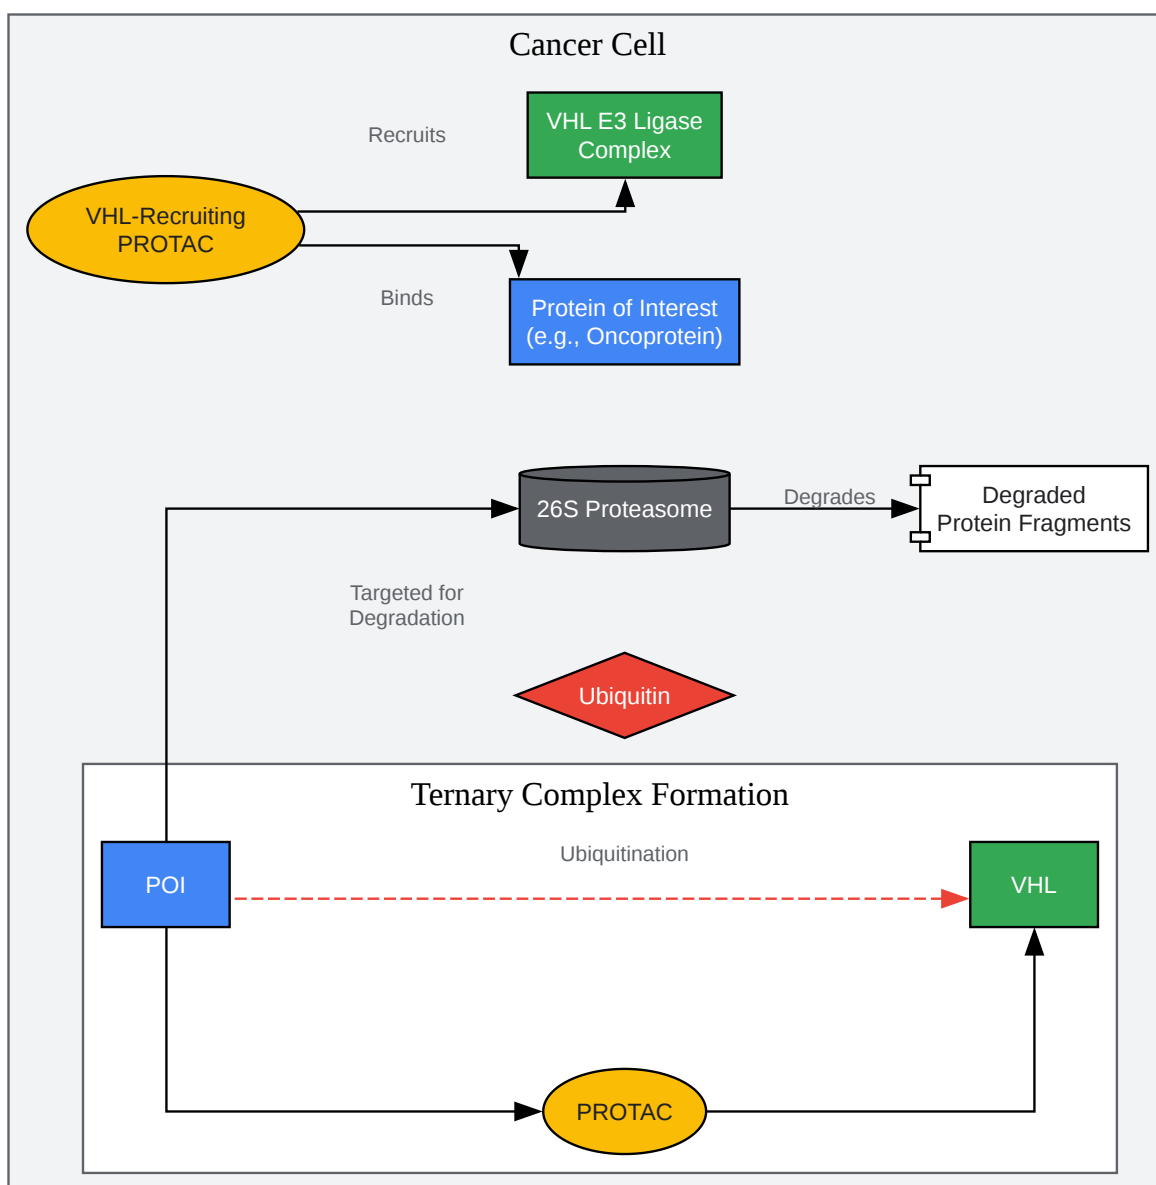 Cancer Cell
Recruits
VHL E3 Ligase
Complex
VHL-Recruiting
PROTAC
Binds
Protein of Interest
(e.g., Oncoprotein)
26S Proteasome
Degrades
Degraded
Protein Fragments
Targeted for
Degradation
Ubiquitin
Ternary Complex Formation
Ubiquitination
POI
VHL
PROTAC